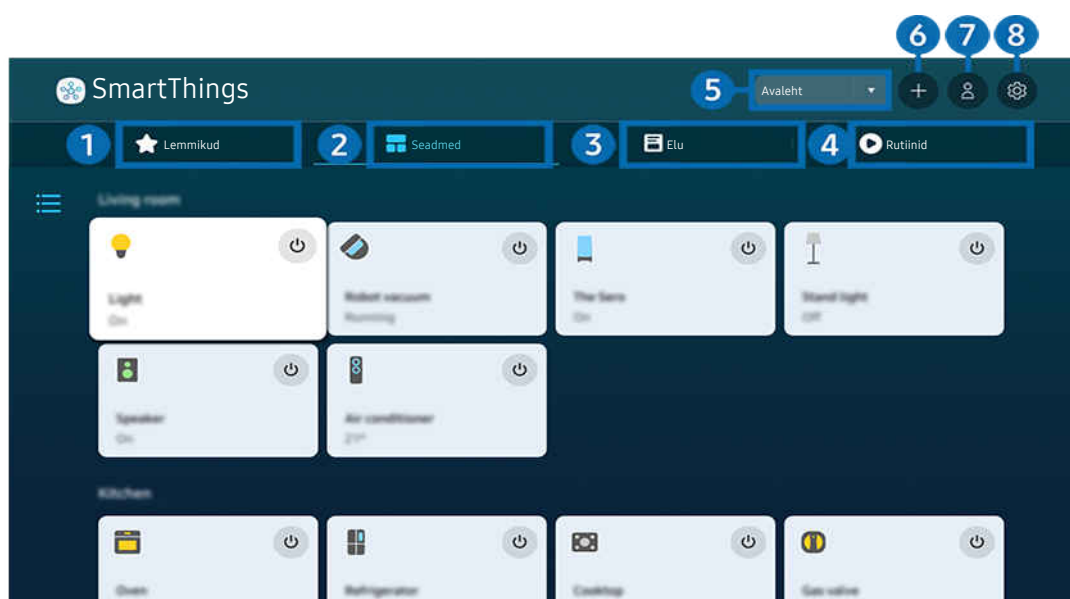 6 7 8
SmartThings
5 Avaleht
1 Lemmikud 2 Seadmed 3 Elu 4 Rutiinid
Living room
Light Robot vacuum The Sero Stand light
On Running On Off
Speaker Air conditioner
On 21°
Kitchen
Oven Refrigerator Cooktop Gas valve